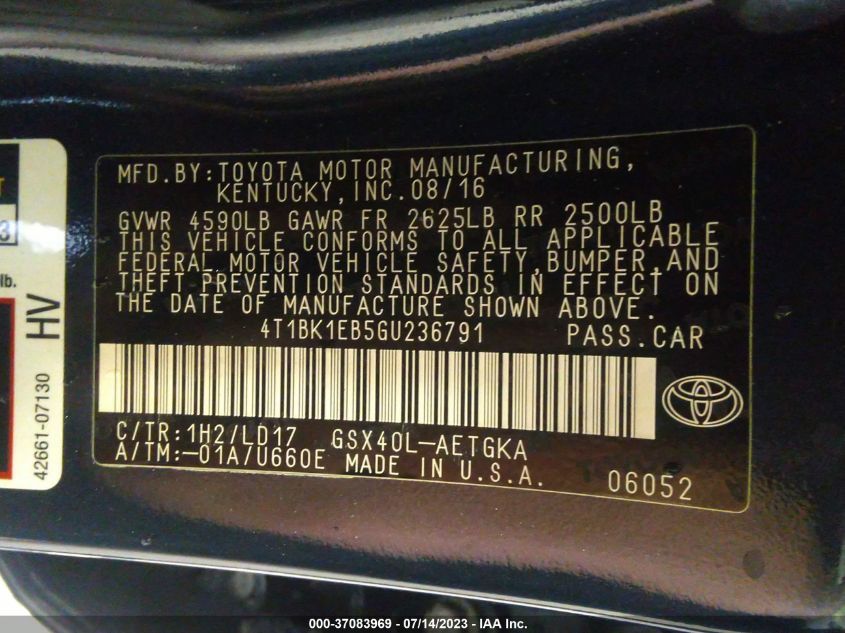 MFD.BY:TOYOTA MOTOR MANUFACTURING,
KENTUCKY,INC.08/16
GVWR 4590LB GAWR FR 2625LB RR 2500LB
THIS VEHICLE CONFORMS TO ALL APPLICABLE
FEDERAL MOTOR VEHICLE SAFETY,BUMPER,AND
THEFT PREVENTION STANDARDS IN EFFECT ON
THE DATE OF MANUFACTURE SHOWN ABOVE.
4T1BK1EB5GU236791 PASS.CAR
C/TR:1H2/LD17 GSX40L-AETGKA
A/TM:-01A/U660E MADE IN U.S.A. 06052
3
lb.
HV
42661-07130
000-37083969 / 07/14/2023 - IAA Inc.